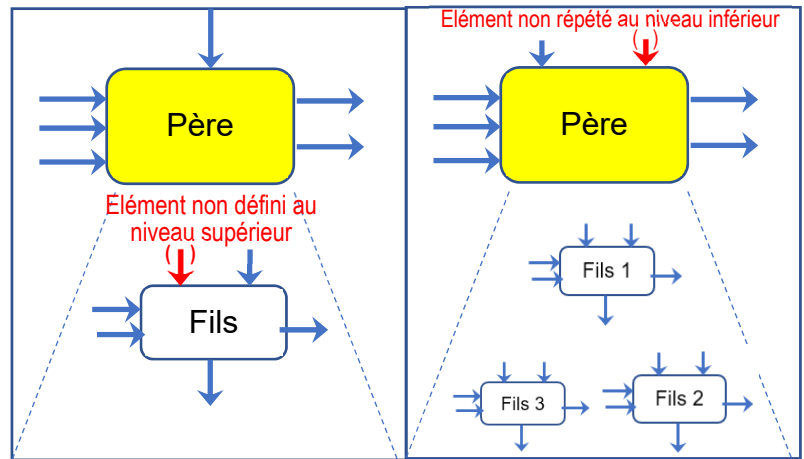 Père
Elément non défini au
niveau supérieur
( )
Fils
Elément non répété au niveau inférieur
( )
Père
Fils 1
Fils 3
Fils 2